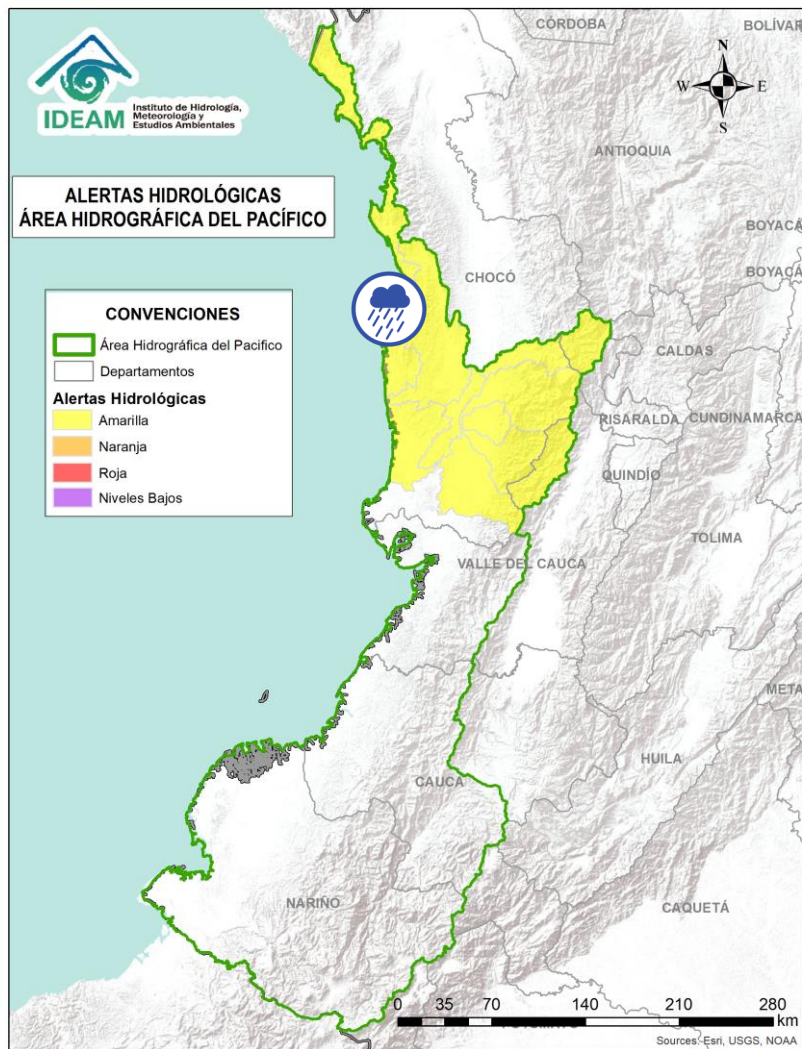 IDEAM
Instituto de Hidrología,
Meteorología y
Estudios Ambientales
ALERTAS HIDROLÓGICAS
ÁREA HIDROGRÁFICA DEL PACÍFICO
CONVENCIONES
Área Hidrográfica del Pacifico
Departamentos
Alertas Hidrológicas
Amarilla
Naranja
Roja
Niveles Bajos
N
W
E
S
CÓRDOBA
BOLÍVAR
ANTIOQUIA
BOYACÁ
BOYACÁ
CHOCÓ
CALDAS
RISARALDA
CUNDINAMARCA
QUINDÍO
TOLIMA
VALLE DEL CAUCA
META
HUILA
CAUCA
NARIÑO
CAQUETÁ
0 35 70 140 210 280
km
Sources: Esri, USGS, NOAA